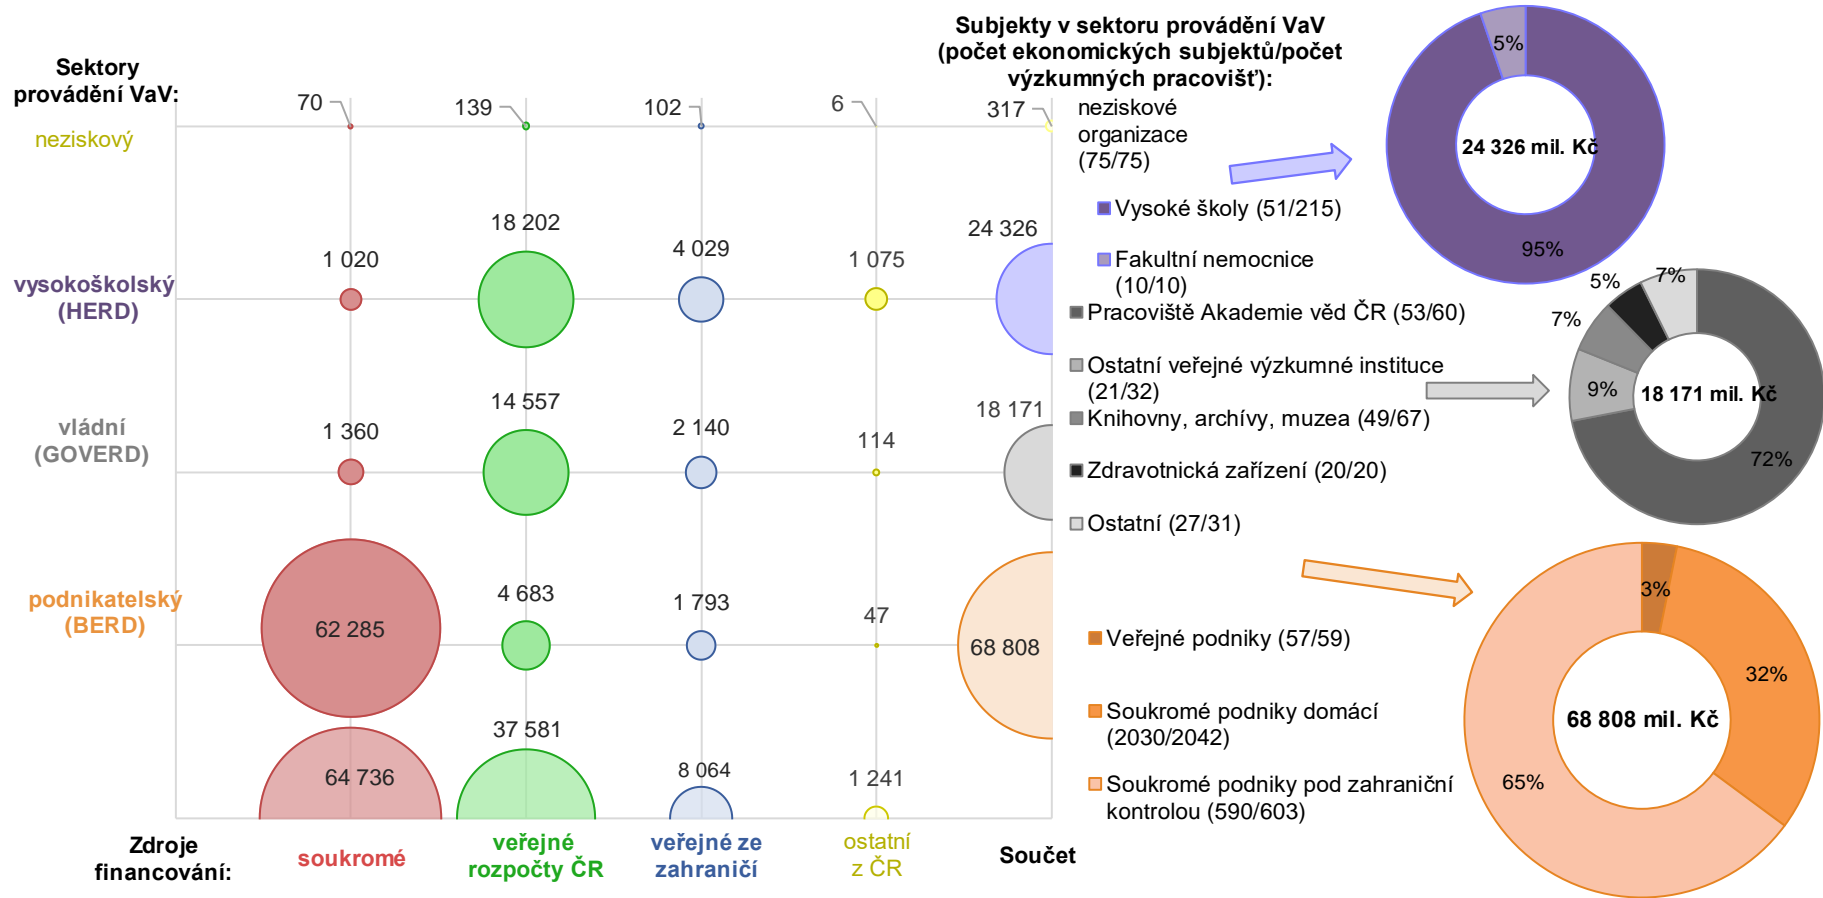 Subjekty v sektoru provádění VaV
(počet ekonomických subjektů/počet
výzkumných pracovišť):
Sektory
provádění VaV:
70
139
102
6
317
neziskový
neziskové
organizace
(75/75)
5%
24 326 mil. Kč
95%
Vysoké školy (51/215)
Fakultní nemocnice
(10/10)
vysokoškolský
(HERD)
1 020
18 202
4 029
1 075
24 326
Pracoviště Akademie věd ČR (53/60)
Ostatní veřejné výzkumné instituce
(21/32)
Knihovny, archívy, muzea (49/67)
Zdravotnická zařízení (20/20)
Ostatní (27/31)
5%
7%
7%
9%
18 171 mil. Kč
72%
vládní
(GOVERD)
1 360
14 557
2 140
114
18 171
podnikatelský
(BERD)
62 285
4 683
1 793
47
68 808
Veřejné podniky (57/59)
Soukromé podniky domácí
(2030/2042)
Soukromé podniky pod zahraniční
kontrolou (590/603)
3%
32%
68 808 mil. Kč
65%
64 736
37 581
8 064
1 241
Zdroje
financování:
soukromé
veřejné
rozpočty ČR
veřejné ze
zahraničí
ostatní
z ČR
Součet